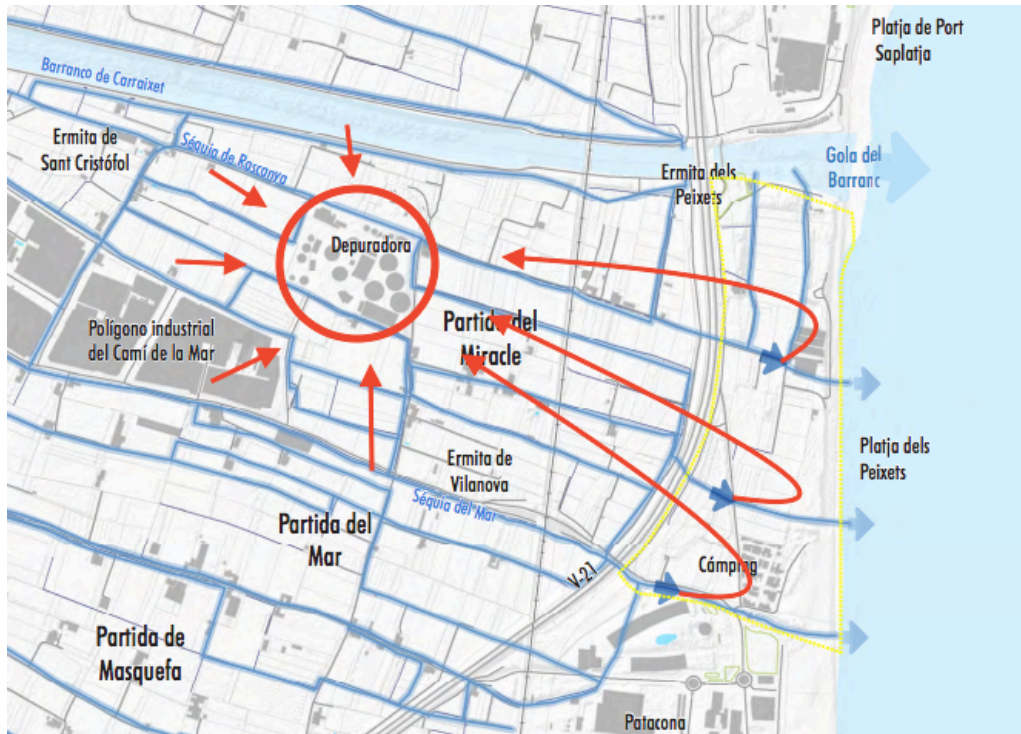 Platja de Port
Saplatja
Barranco de Carraixet
Ermita de
Sant Cristófol
Séquia de Rascanya
Ermita dels
Peixets
Gola del
Barranc
Depuradora
Polígono industrial
del Camí de la Mar
Partida del
Miracle
Platja dels
Peixets
Ermita de
Vilanova
Séquia del Mar
Partida del
Mar
V-21
Cámping
Partida de
Masquefa
Patacona